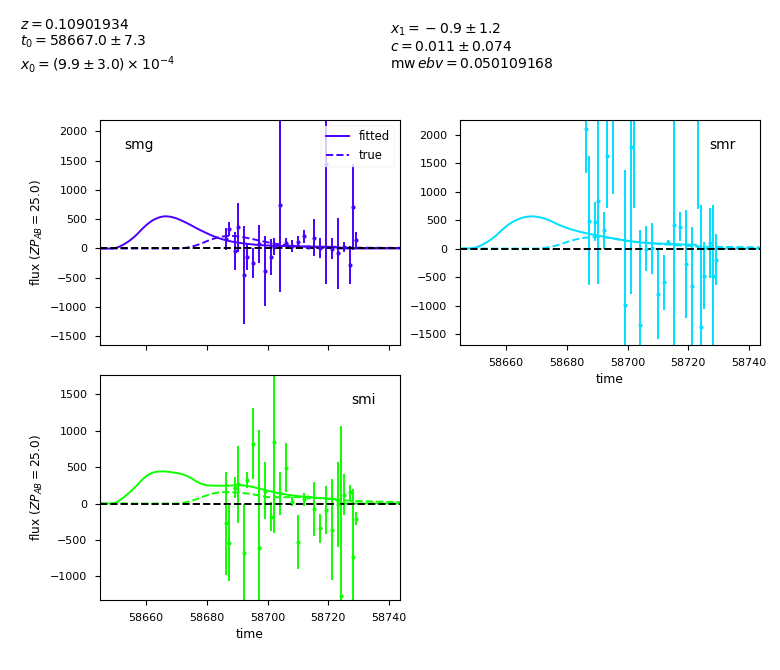 z = 0.10901934
t₀ = 58667.0 ± 7.3
x₀ = (9.9 ± 3.0) × 10⁻⁴
x₁ = −0.9 ± 1.2
c = 0.011 ± 0.074
mw ebv = 0.050109168
smg
fitted
true
2000
1500
1000
500
0
−500
−1000
−1500
flux (ZP_AB = 25.0)
smr
2000
1500
1000
500
0
−500
−1000
−1500
58660 58680 58700 58720 58740
time
smi
1500
1000
500
0
−500
−1000
flux (ZP_AB = 25.0)
58660 58680 58700 58720 58740
time